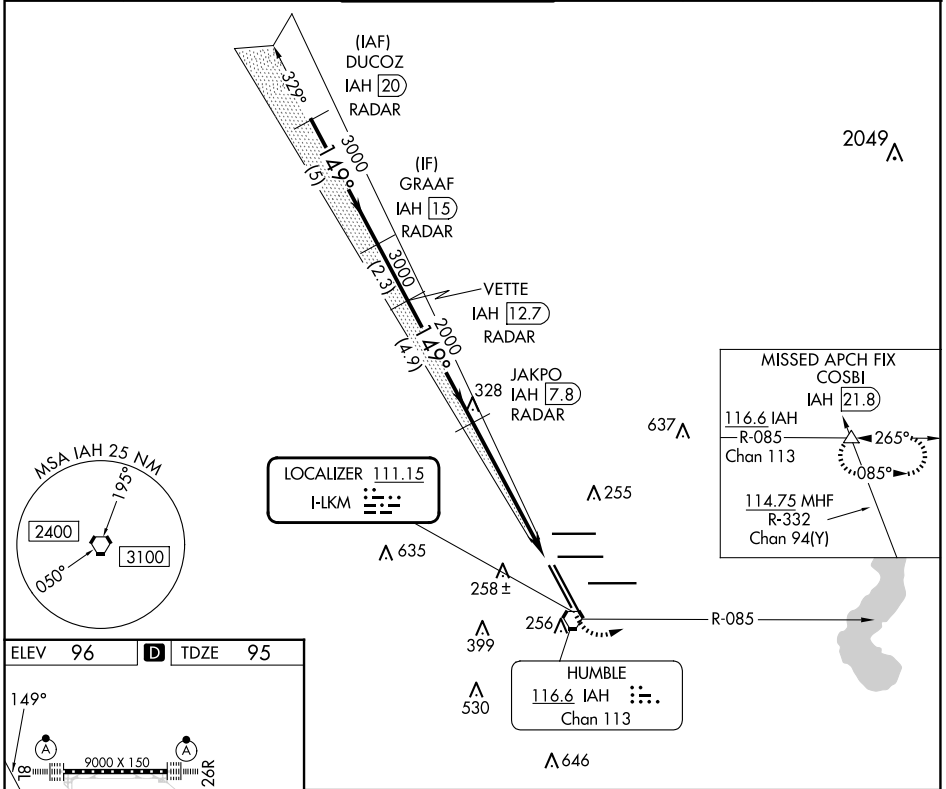 (IAF)
DUCOZ
IAH 20
RADAR
329°
3000
149°
(5)
(IF)
GRAAF
IAH 15
RADAR
3000
(2.3)
VETTE
IAH 12.7
RADAR
2000
149°
(4.9)
JAKPO
IAH 7.8
RADAR
328
2049
637
255
635
258 ±
256
399
530
646
MISSED APCH FIX
COSBI
IAH 21.8
116.6 IAH
R-085
Chan 113
265°
085°
114.75 MHF
R-332
Chan 94(Y)
MSA IAH 25 NM
195°
2400
3100
050°
LOCALIZER 111.15
I-LKM
R-085
HUMBLE
116.6 IAH
Chan 113
ELEV 96 D TDZE 95
149°
A
A
9000 X 150
26R